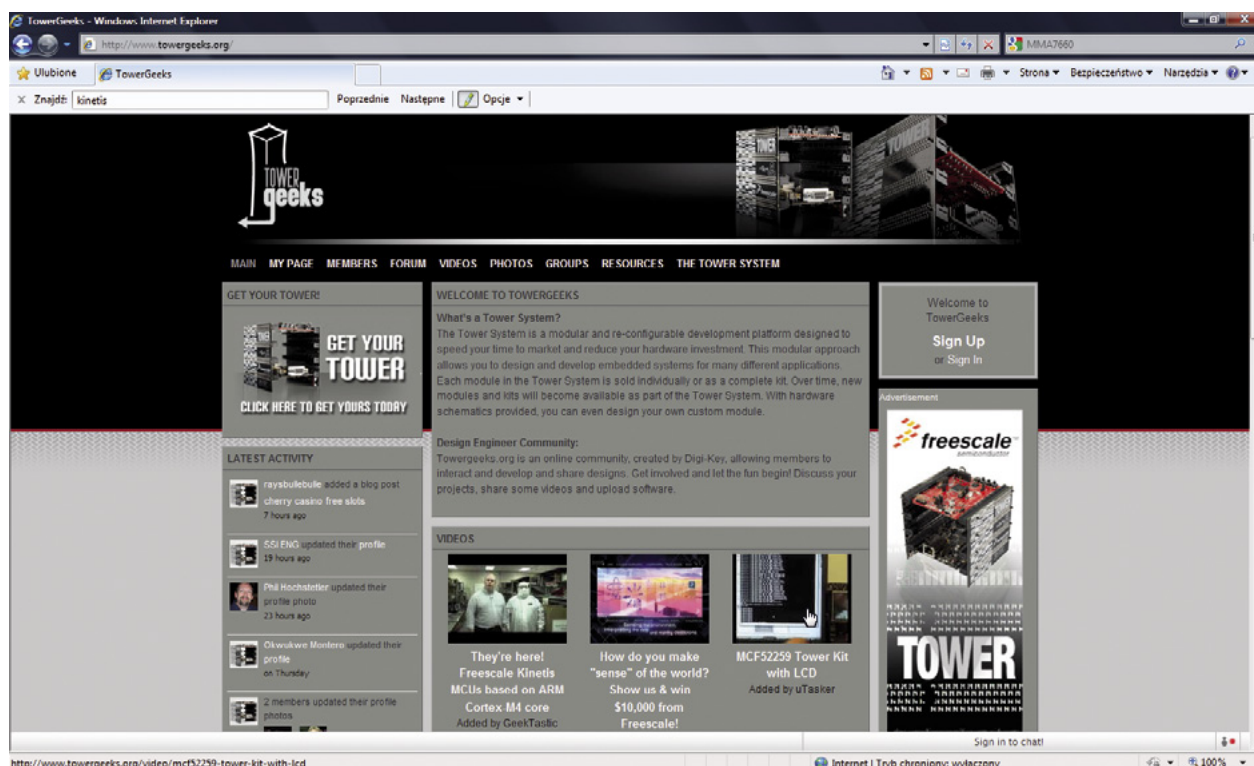 TowerGeeks - Windows Internet Explorer
http://www.towergeeks.org/
MMA7660
Ulubione
TowerGeeks
Strona
Bezpieczeństwo
Narzędzia
Znajdź: kinetis
Poprzednie Następne
Opcje
TOWER
geeks
TOWER
TOWER
MAIN MY PAGE MEMBERS FORUM VIDEOS PHOTOS GROUPS RESOURCES THE TOWER SYSTEM
GET YOUR TOWER!
GET YOUR
TOWER
CLICK HERE TO GET YOURS TODAY
LATEST ACTIVITY
raysbullebulle added a blog post
cherry casino free slots
7 hours ago
SSI ENG updated their profile
19 hours ago
Phil Hochstetler updated their
profile photo
23 hours ago
Okwukwe Montero updated their
profile
on Thursday
2 members updated their profile
photos
WELCOME TO TOWERGEEKS
What's a Tower System?
The Tower System is a modular and re-configurable development platform designed to
speed your time to market and reduce your hardware investment. This modular approach
allows you to design and develop embedded systems for many different applications.
Each module in the Tower System is sold individually or as a complete kit. Over time, new
modules and kits will become available as part of the Tower System. With hardware
schematics provided, you can even design your own custom module.
Design Engineer Community:
Towergeeks.org is an online community, created by Digi-Key, allowing members to
interact and develop and share designs. Get involved and let the fun begin! Discuss your
projects, share some videos and upload software.
VIDEOS
They're here!
Freescale Kinetis
MCUs based on ARM
Cortex M4 core
Added by GeekTastic
How do you make
"sense" of the world?
Show us & win
$10,000 from
Freescale!
MCF52259 Tower Kit
with LCD
Added by uTasker
Welcome to
TowerGeeks
Sign Up
or Sign In
Advertisement
freescale
semiconductor
TOWER
Sign in to chat!
http://www.towergeeks.org/video/mcf52259-tower-kit-with-lcd
Internet | Tryb chroniony: wyłączony
100%